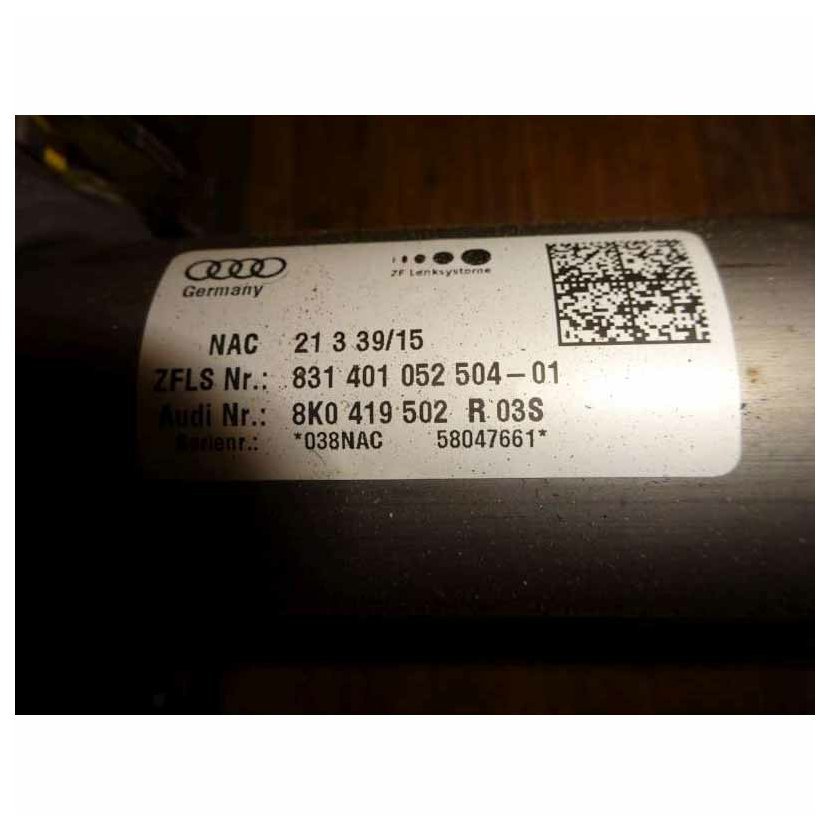 Germany
ZF Lenksysteme
NAC 21 3 39/15
ZFLS Nr.: 831 401 052 504-01
Audi Nr.: 8K0 419 502 R 03S
Serienr.: *038NAC 58047661*